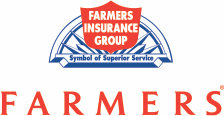 FARMERS
INSURANCE
GROUP
Symbol of Superior Service
FARMERS®